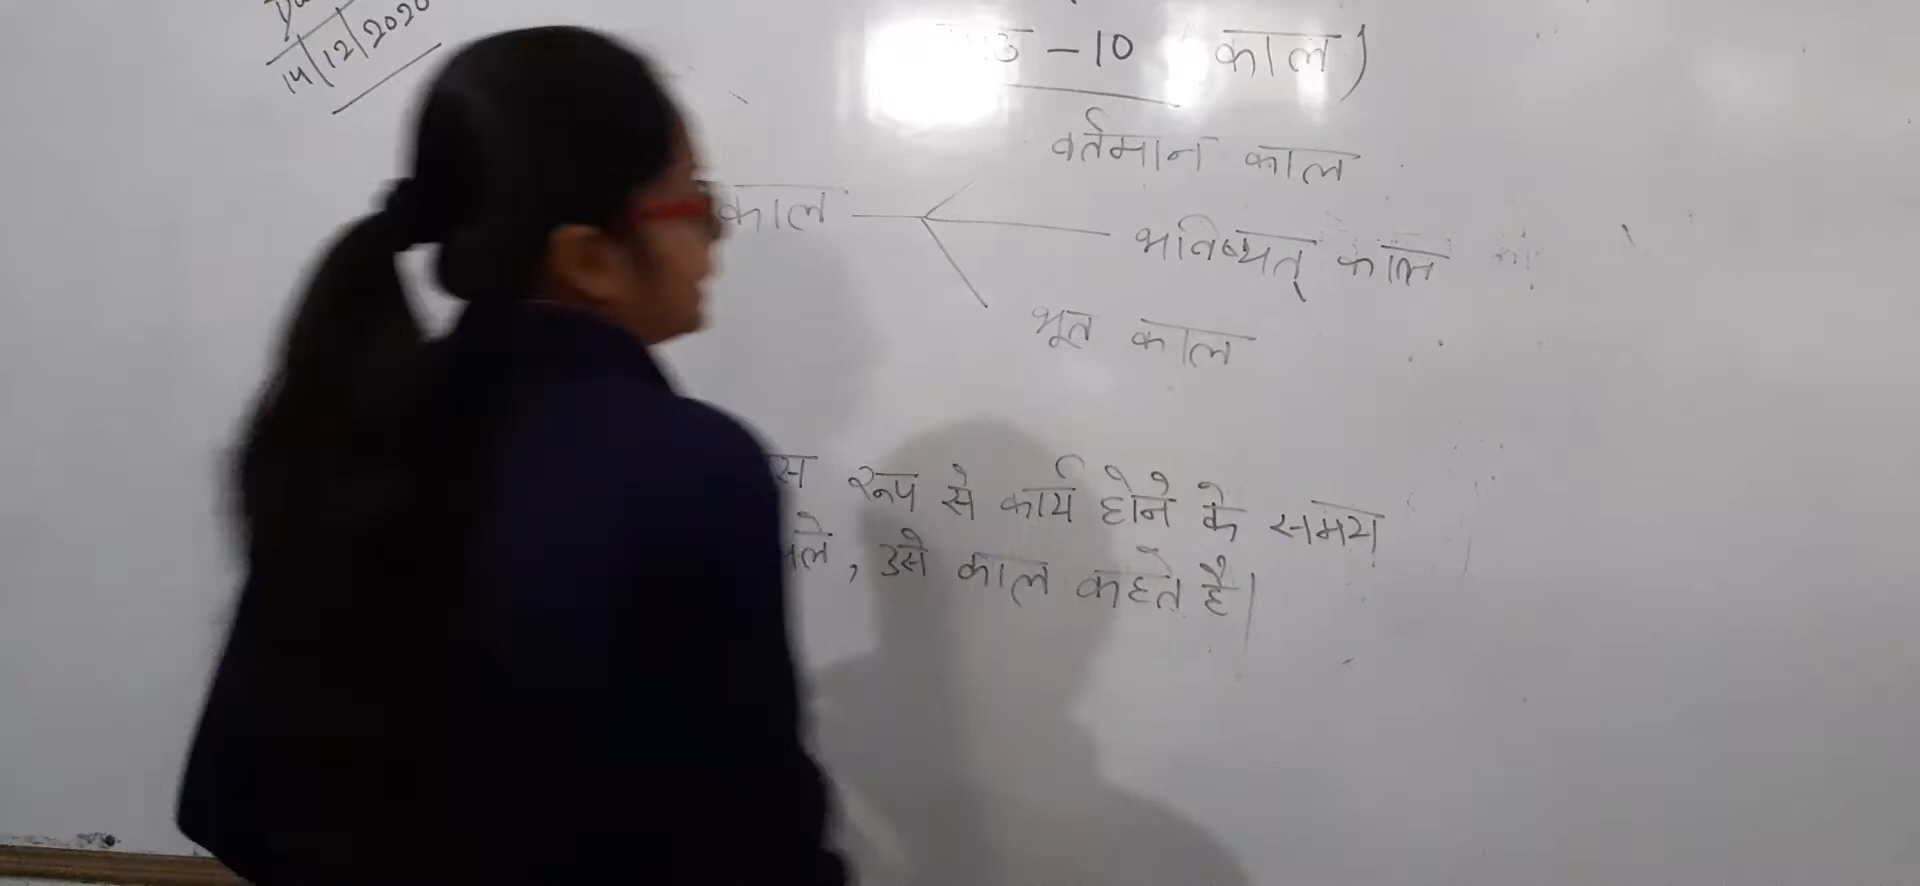 14/12/2020
- 10 काल)
वर्तमान काल
काल
भविष्यत् काल
भूत काल
रूप से कार्य होने के समय
, उसे काल कहते है।